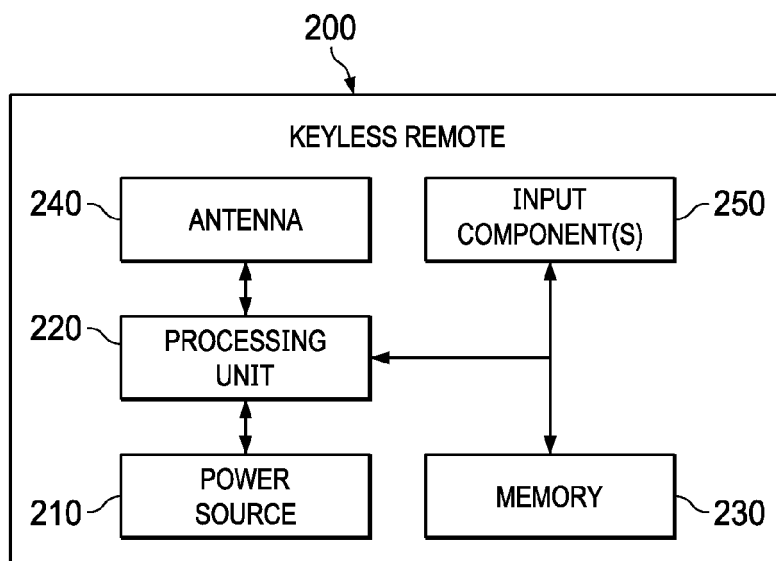 200
KEYLESS REMOTE
240
ANTENNA
INPUT
COMPONENT(S)
250
220
PROCESSING
UNIT
210
POWER
SOURCE
MEMORY
230